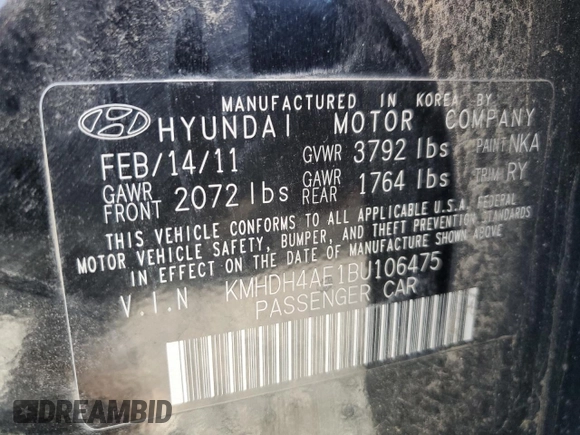 MANUFACTURED IN KOREA BY
HYUNDAI MOTOR COMPANY
FEB/14/11 GVWR 3792 lbs PAINT NKA
GAWR FRONT 2072 lbs GAWR REAR 1764 lbs TRIM RY
THIS VEHICLE CONFORMS TO ALL APPLICABLE U.S.A. FEDERAL
MOTOR VEHICLE SAFETY, BUMPER, AND THEFT PREVENTION STANDARDS
IN EFFECT ON THE DATE OF MANUFACTURE SHOWN ABOVE
V.I.N KMHDH4AE1BU106475
PASSENGER CAR
DREAMBID